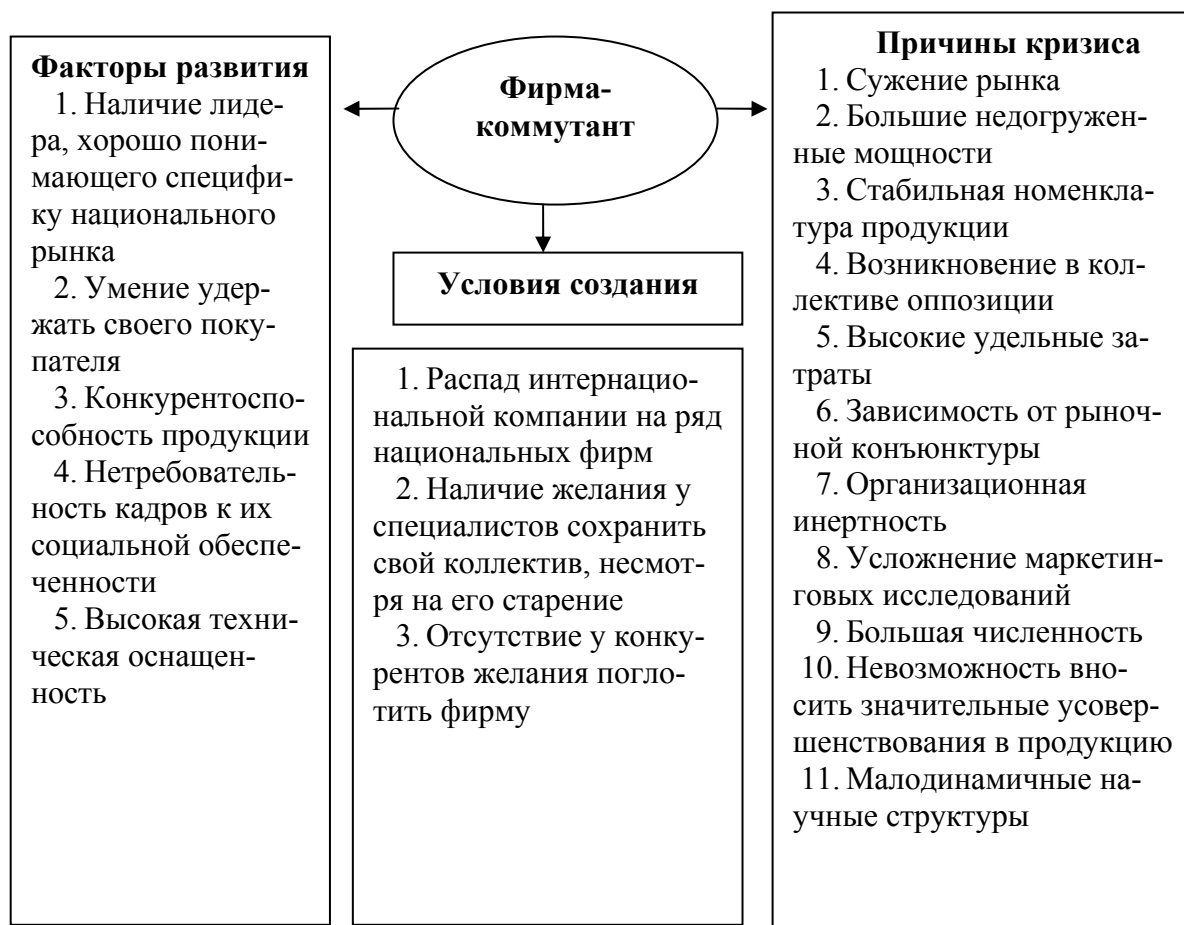 Факторы развития
1. Наличие лиде-
ра, хорошо пони-
мающего специфи-
ку национального
рынка
2. Умение удер-
жать своего поку-
пателя
3. Конкурентоспо-
собность продукции
4. Нетребователь-
ность кадров к их
социальной обеспе-
ченности
5. Высокая техни-
ческая оснащен-
ность
Фирма-
коммутант
Условия создания
1. Распад интернацио-
нальной компании на ряд
национальных фирм
2. Наличие желания у
специалистов сохранить
свой коллектив, несмот-
ря на его старение
3. Отсутствие у конку-
рентов желания погло-
тить фирму
Причины кризиса
1. Сужение рынка
2. Большие недогружен-
ные мощности
3. Стабильная номенкла-
тура продукции
4. Возникновение в кол-
лективе оппозиции
5. Высокие удельные за-
траты
6. Зависимость от рыноч-
ной конъюнктуры
7. Организационная
инертность
8. Усложнение маркетин-
говых исследований
9. Большая численность
10. Невозможность вно-
сить значительные усовер-
шенствования в продукцию
11. Малодинамичные на-
учные структуры